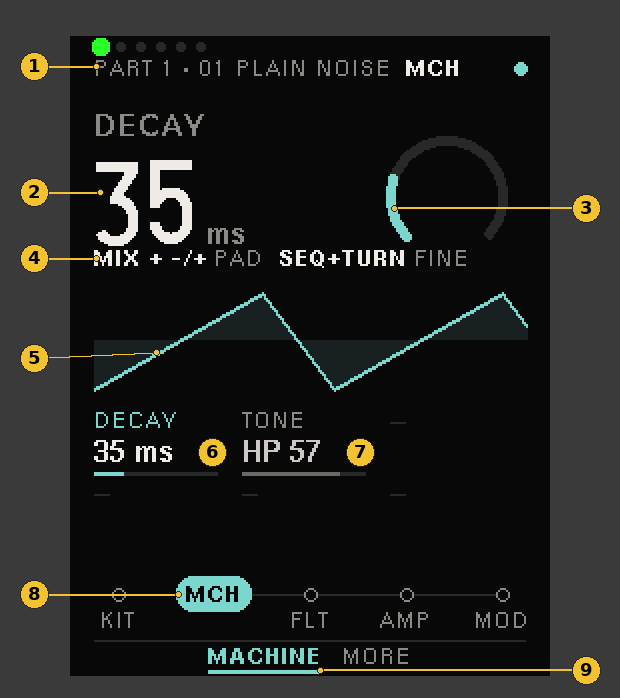 1 PART 1 · 01 PLAIN NOISE MCH
DECAY
2 35 ms
3
4 MIX + -/+ PAD SEQ+TURN FINE
5
DECAY TONE —
35 ms 6 HP 57 7
— — —
8 MCH
KIT FLT AMP MOD
MACHINE MORE 9